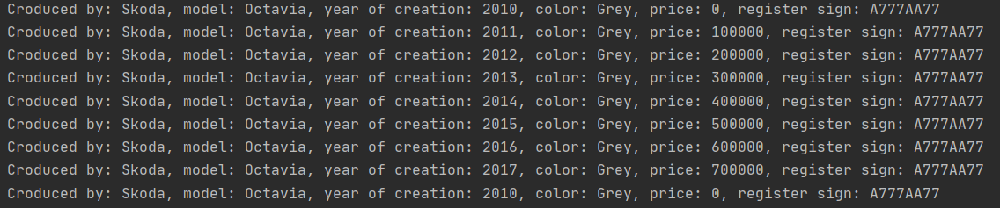 Croduced by: Skoda, model: Octavia, year of creation: 2010, color: Grey, price: 0, register sign: A777AA77
Croduced by: Skoda, model: Octavia, year of creation: 2011, color: Grey, price: 100000, register sign: A777AA77
Croduced by: Skoda, model: Octavia, year of creation: 2012, color: Grey, price: 200000, register sign: A777AA77
Croduced by: Skoda, model: Octavia, year of creation: 2013, color: Grey, price: 300000, register sign: A777AA77
Croduced by: Skoda, model: Octavia, year of creation: 2014, color: Grey, price: 400000, register sign: A777AA77
Croduced by: Skoda, model: Octavia, year of creation: 2015, color: Grey, price: 500000, register sign: A777AA77
Croduced by: Skoda, model: Octavia, year of creation: 2016, color: Grey, price: 600000, register sign: A777AA77
Croduced by: Skoda, model: Octavia, year of creation: 2017, color: Grey, price: 700000, register sign: A777AA77
Croduced by: Skoda, model: Octavia, year of creation: 2010, color: Grey, price: 0, register sign: A777AA77